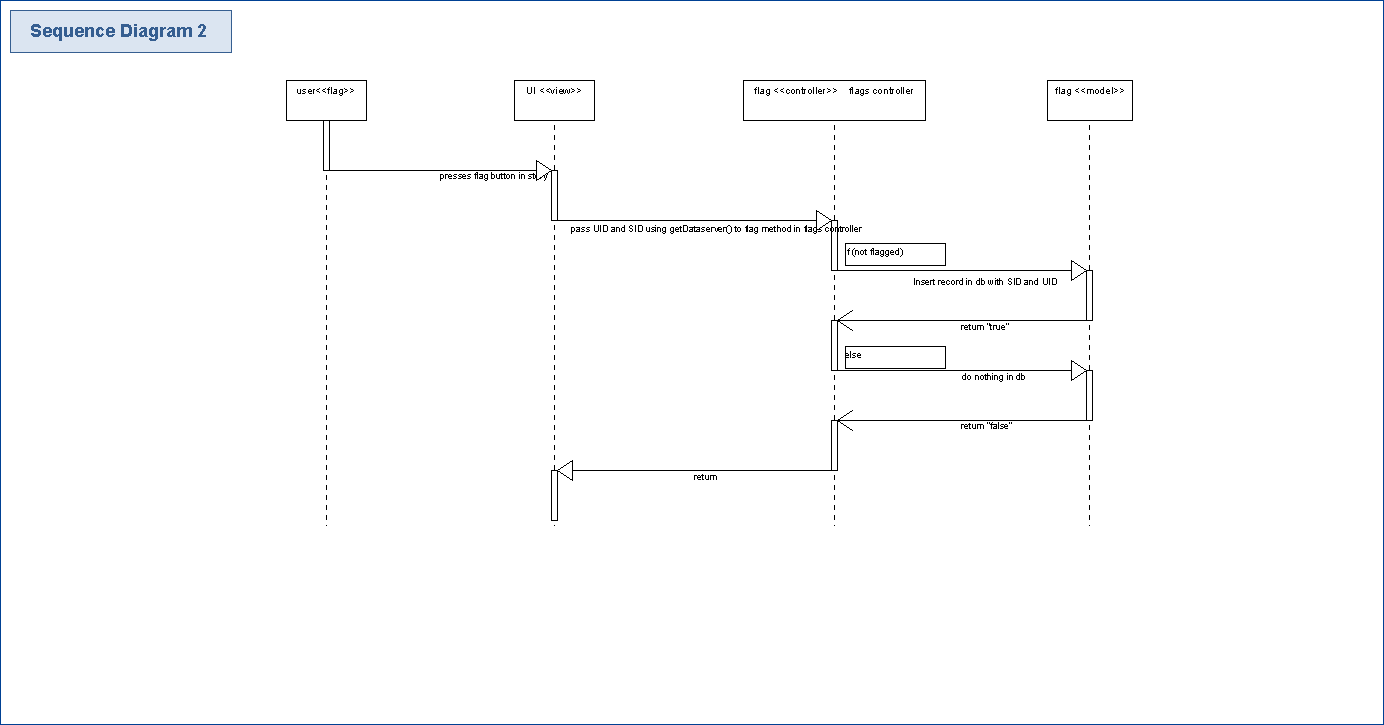 Sequence Diagram 2
user<<flag>>
UI <<view>>
flag <<controller>> flags controller
flag <<model>>
presses flag button in story
pass UID and SID using getDataserver() to flag method in flags controller
f(not flagged)
Insert record in db with SID and UID
return "true"
else
do nothing in db
return "false"
return